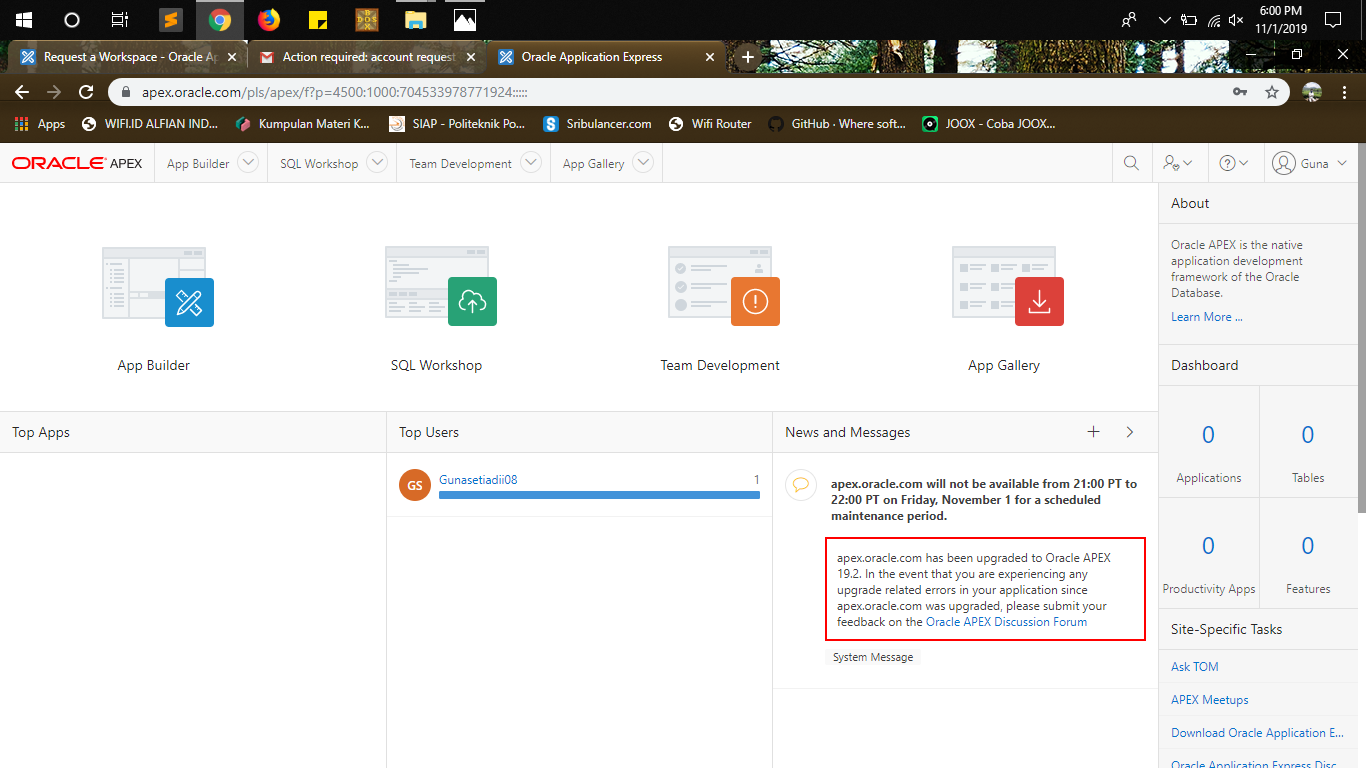 6:00 PM
11/1/2019
Request a Workspace - Oracle Ap
Action required: account request
Oracle Application Express
apex.oracle.com/pls/apex/f?p=4500:1000:704533978771924:::::
Apps
WIFI.ID ALFIAN IND...
Kumpulan Materi K...
SIAP - Politeknik Po...
Sribulancer.com
Wifi Router
GitHub · Where soft...
JOOX - Coba JOOX...
ORACLE APEX
App Builder
SQL Workshop
Team Development
App Gallery
Guna
App Builder
SQL Workshop
Team Development
App Gallery
About
Oracle APEX is the native
application development
framework of the Oracle
Database.
Learn More ...
Dashboard
0
Applications
0
Tables
0
Productivity Apps
0
Features
Top Apps
Top Users
GS
Gunasetiadii08
1
News and Messages
apex.oracle.com will not be available from 21:00 PT to
22:00 PT on Friday, November 1 for a scheduled
maintenance period.
apex.oracle.com has been upgraded to Oracle APEX
19.2. In the event that you are experiencing any
upgrade related errors in your application since
apex.oracle.com was upgraded, please submit your
feedback on the Oracle APEX Discussion Forum
System Message
Site-Specific Tasks
Ask TOM
APEX Meetups
Download Oracle Application E...
Oracle Application Express Disc...